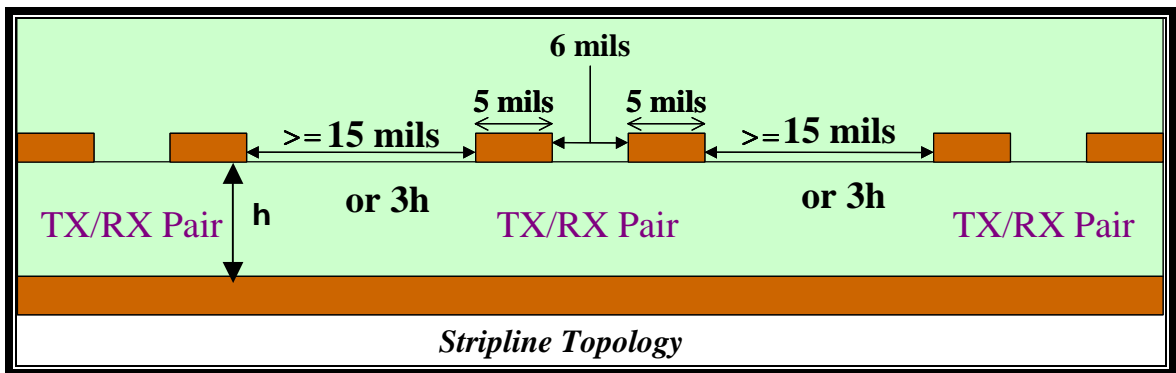 6 mils
5 mils
5 mils
>= 15 mils
>= 15 mils
or 3h
or 3h
h
TX/RX Pair
TX/RX Pair
TX/RX Pair
Stripline Topology